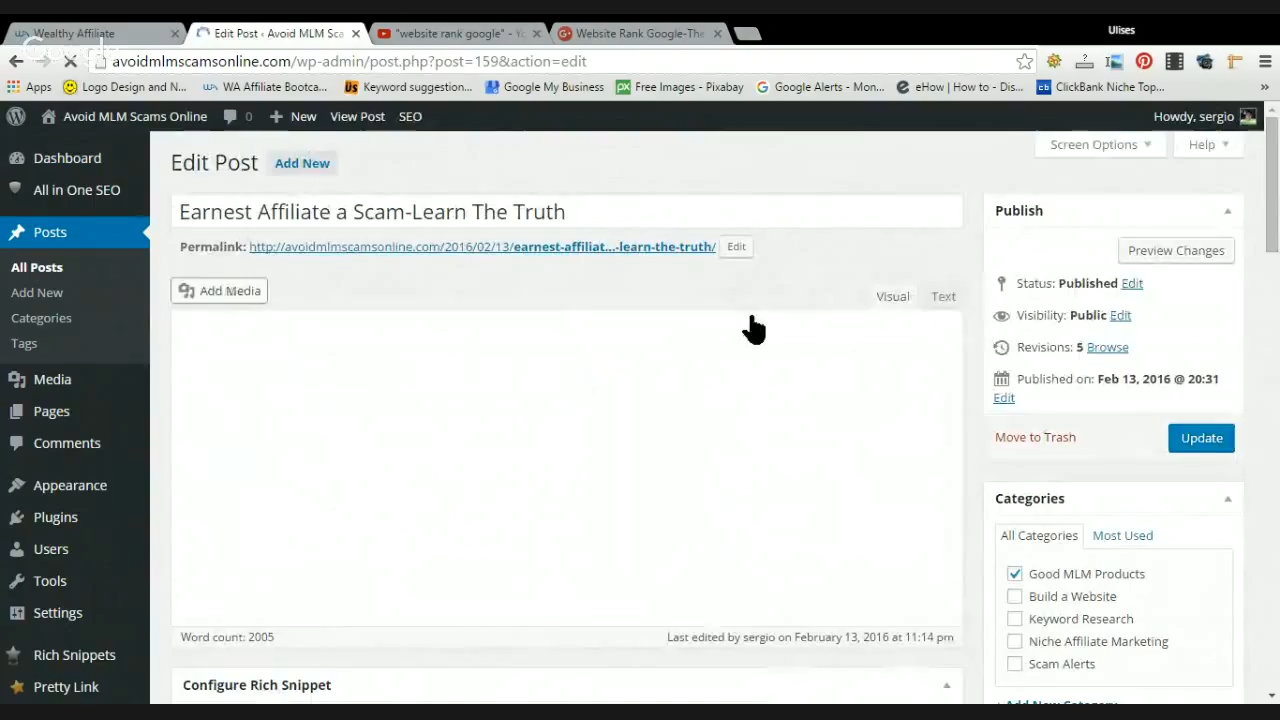 Wealthy Affiliate
Edit Post ‹ Avoid MLM Sca
"website rank google" - Yo
Website Rank Google-The
Ulises
avoidmlmscamsonline.com/wp-admin/post.php?post=159&action=edit
Apps
Logo Design and N...
WA Affiliate Bootca...
Keyword suggestion...
Google My Business
Free Images - Pixabay
Google Alerts - Mon...
eHow | How to - Dis...
ClickBank Niche Top...
»
Avoid MLM Scams Online
0
New
View Post
SEO
Howdy, sergio
Dashboard
All in One SEO
Posts
All Posts
Add New
Categories
Tags
Media
Pages
Comments
Appearance
Plugins
Users
Tools
Settings
Rich Snippets
Pretty Link
Screen Options
Help
Edit Post
Add New
Earnest Affiliate a Scam-Learn The Truth
Permalink: http://avoidmlmscamsonline.com/2016/02/13/earnest-affiliat...-learn-the-truth/
Edit
Add Media
Visual
Text
Word count: 2005
Last edited by sergio on February 13, 2016 at 11:14 pm
Configure Rich Snippet
Publish
Preview Changes
Status: Published Edit
Visibility: Public Edit
Revisions: 5 Browse
Published on: Feb 13, 2016 @ 20:31
Edit
Move to Trash
Update
Categories
All Categories
Most Used
Good MLM Products
Build a Website
Keyword Research
Niche Affiliate Marketing
Scam Alerts
+ Add New Category